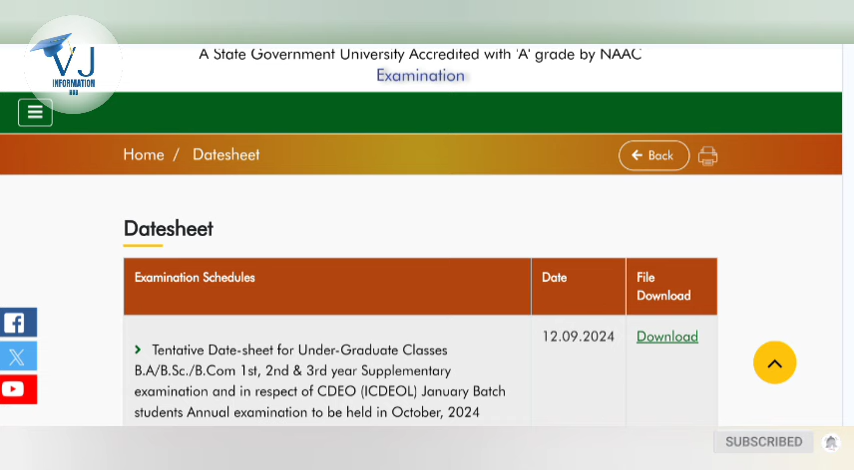 VJ
INFORMATION
A State Government University Accredited with 'A' grade by NAAC
Examination
Home / Datesheet
Back
Datesheet
Examination Schedules
Date
File
Download
Tentative Date-sheet for Under-Graduate Classes
B.A/B.Sc./B.Com 1st, 2nd & 3rd year Supplementary
examination and in respect of CDEO (ICDEOL) January Batch
students Annual examination to be held in October, 2024
12.09.2024
Download
SUBSCRIBED